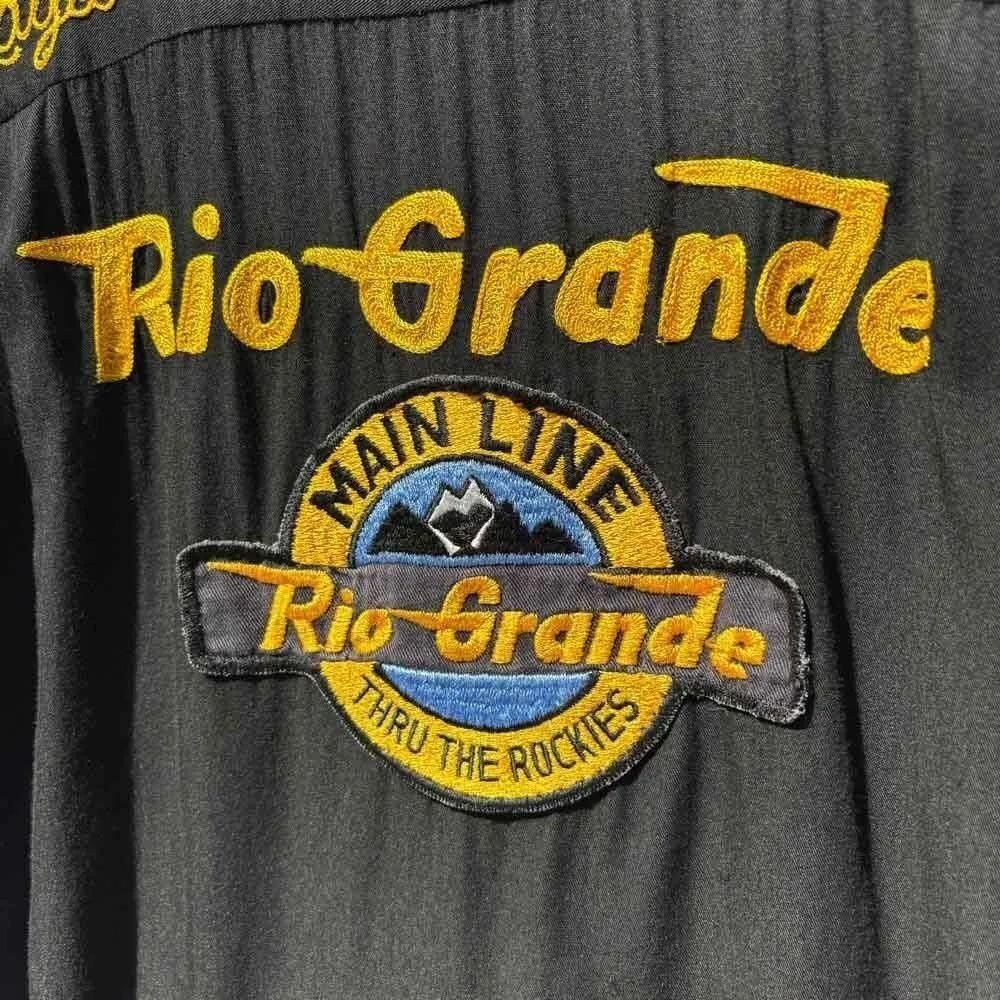 Rio Grande
MAIN LINE
Rio Grande
THRU THE ROCKIES